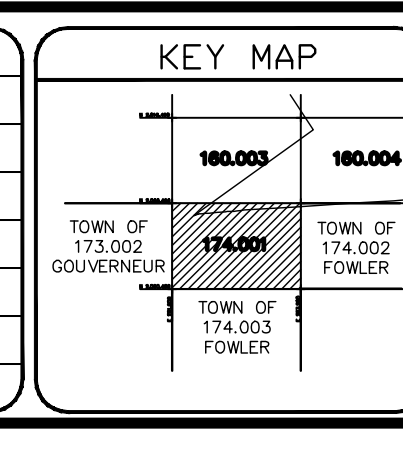 KEY MAP
160.003
160.004
TOWN OF
173.002
GOUVERNEUR
174.001
TOWN OF
174.002
FOWLER
TOWN OF
174.003
FOWLER